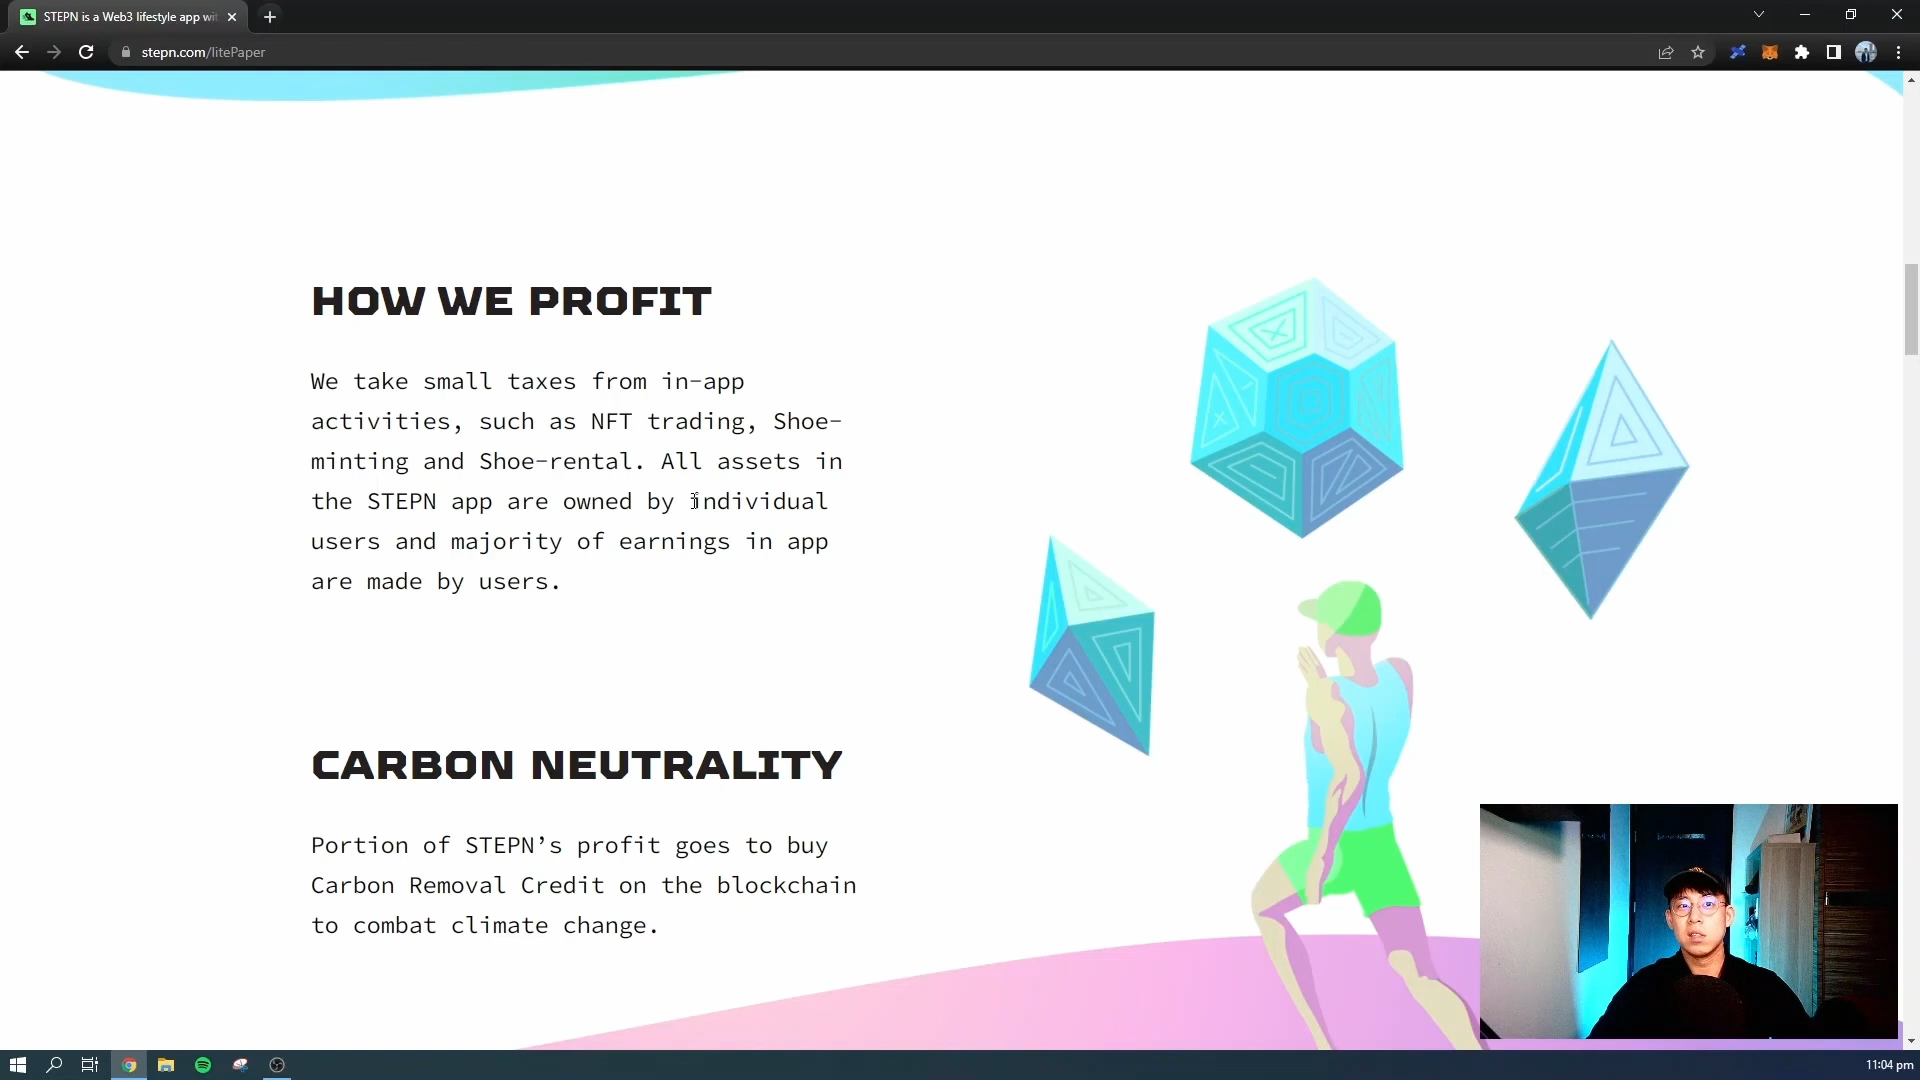 STEPN is a Web3 lifestyle app wit
stepn.com/litePaper
HOW WE PROFIT
We take small taxes from in-app
activities, such as NFT trading, Shoe-
minting and Shoe-rental. All assets in
the STEPN app are owned by individual
users and majority of earnings in app
are made by users.
CARBON NEUTRALITY
Portion of STEPN’s profit goes to buy
Carbon Removal Credit on the blockchain
to combat climate change.
11:04 pm